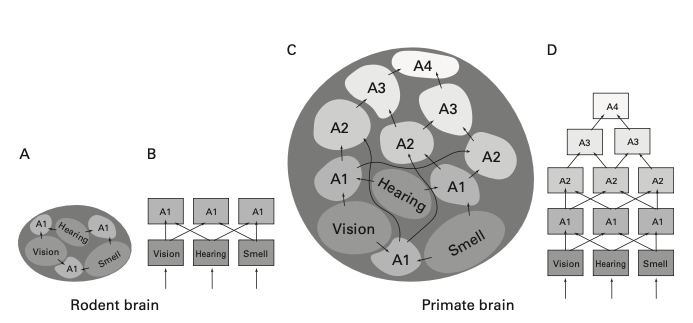 A
B
C
D
A1
Hearing
A1
Vision
Smell
A1
A1
A1
A1
Vision
Hearing
Smell
Rodent brain
A4
A3
A3
A2
A2
A2
A1
Hearing
A1
Vision
Smell
A1
Primate brain
A4
A3
A3
A2
A2
A2
A1
A1
A1
Vision
Hearing
Smell